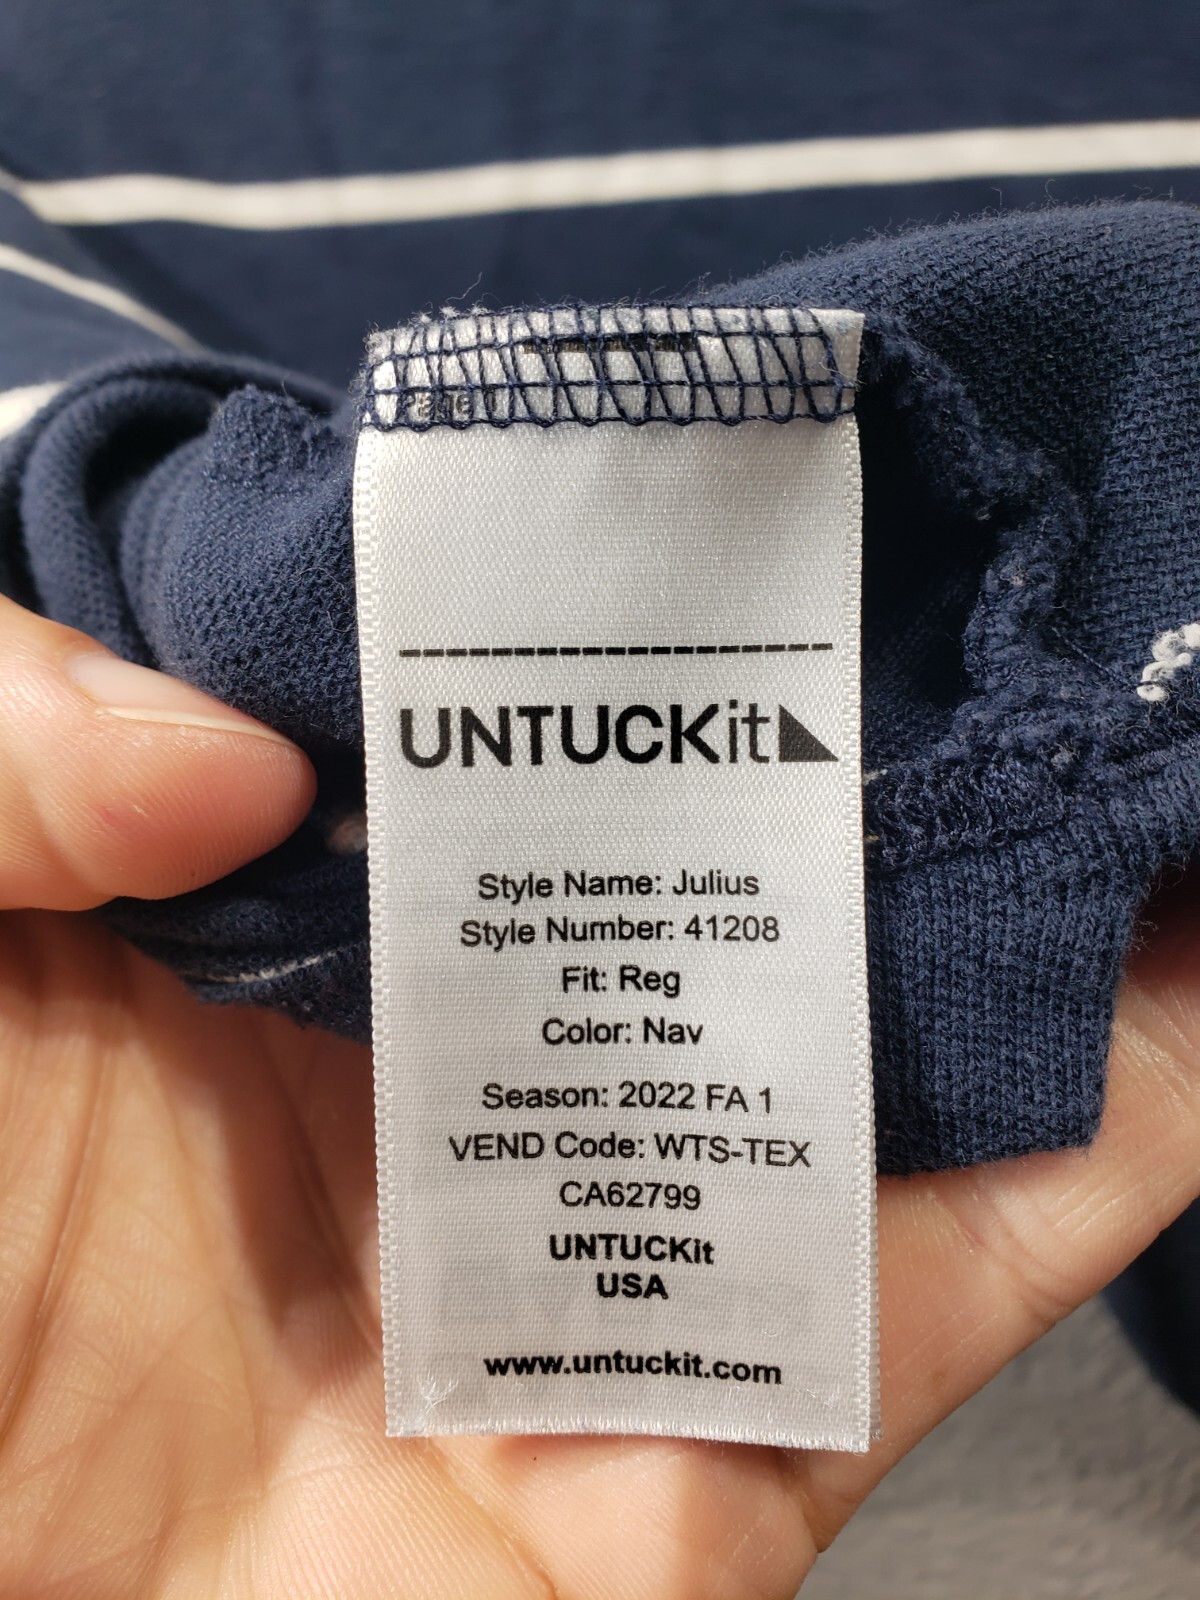 UNTUCKit
Style Name: Julius
Style Number: 41208
Fit: Reg
Color: Nav
Season: 2022 FA 1
VEND Code: WTS-TEX
CA62799
UNTUCKit
USA
www.untuckit.com